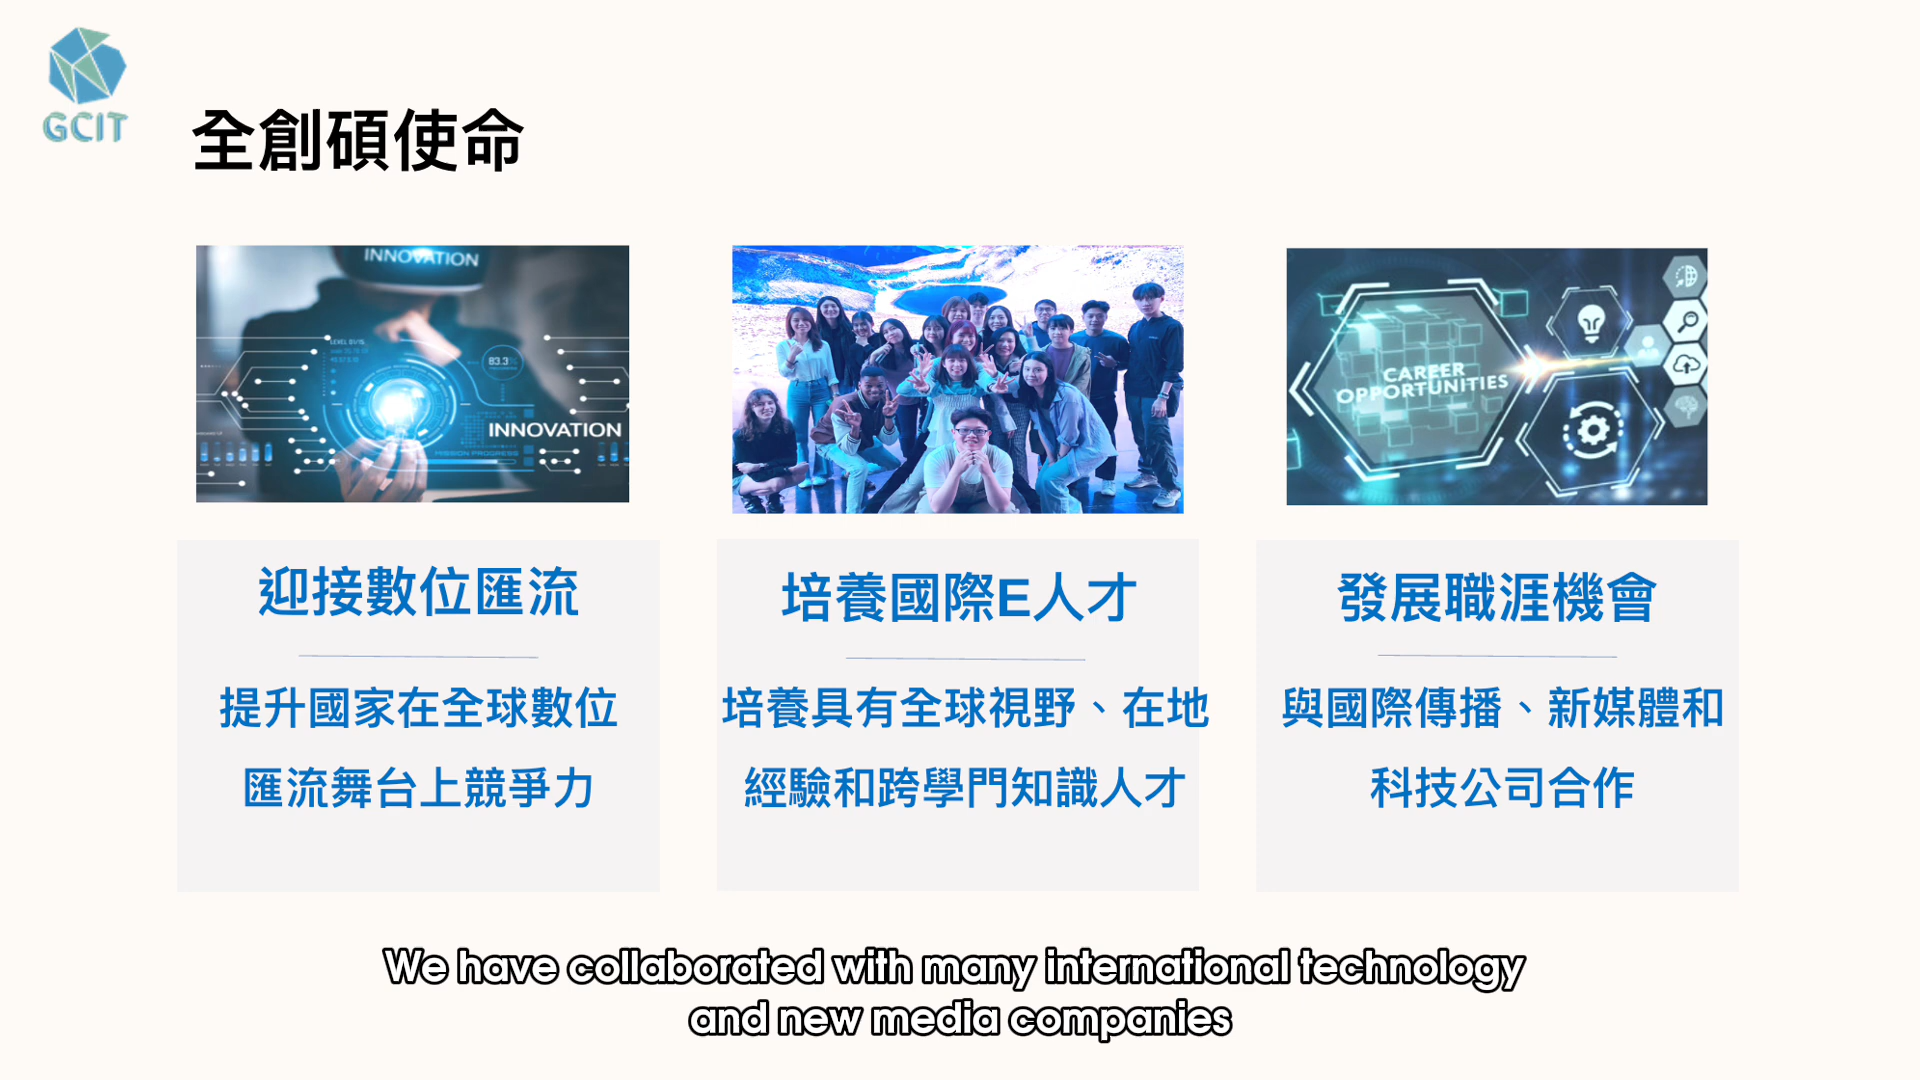 GCIT
全創碩使命
INNOVATION
83.3%
INNOVATION
MISSION PROGRESS
CAREER
OPPORTUNITIES
迎接數位匯流
提升國家在全球數位
匯流舞台上競爭力
培養國際E人才
培養具有全球視野、在地
經驗和跨學門知識人才
發展職涯機會
與國際傳播、新媒體和
科技公司合作
We have collaborated with many international technology
and new media companies